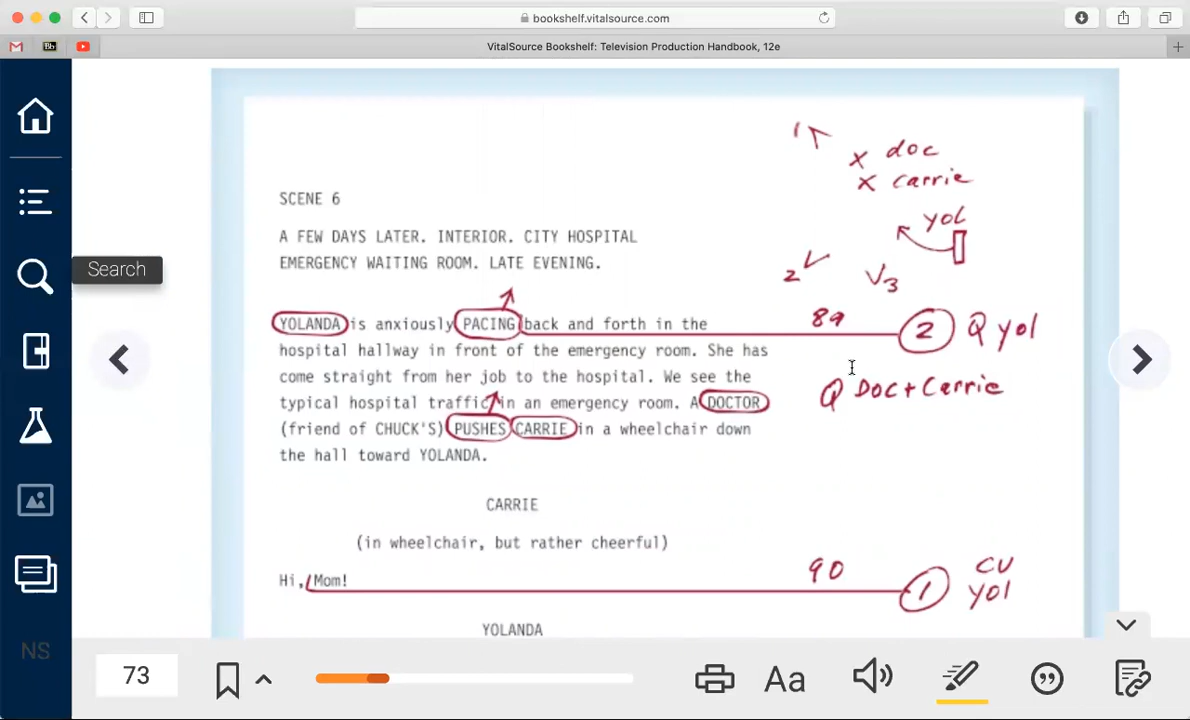 bookshelf.vitalsource.com
VitalSource Bookshelf: Television Production Handbook, 12e
Bb
Search
1 x doc
x carrie
SCENE 6
yol
A FEW DAYS LATER. INTERIOR. CITY HOSPITAL
EMERGENCY WAITING ROOM. LATE EVENING.
2 3
YOLANDA is anxiously PACING back and forth in the 89 2 Q yol
hospital hallway in front of the emergency room. She has
come straight from her job to the hospital. We see the
typical hospital traffic in an emergency room. A DOCTOR Q Doc + Carrie
(friend of CHUCK'S) PUSHES CARRIE in a wheelchair down
the hall toward YOLANDA.
CARRIE
(in wheelchair, but rather cheerful)
Hi, Mom! 90 1 CU yol
YOLANDA
NS
73
Aa